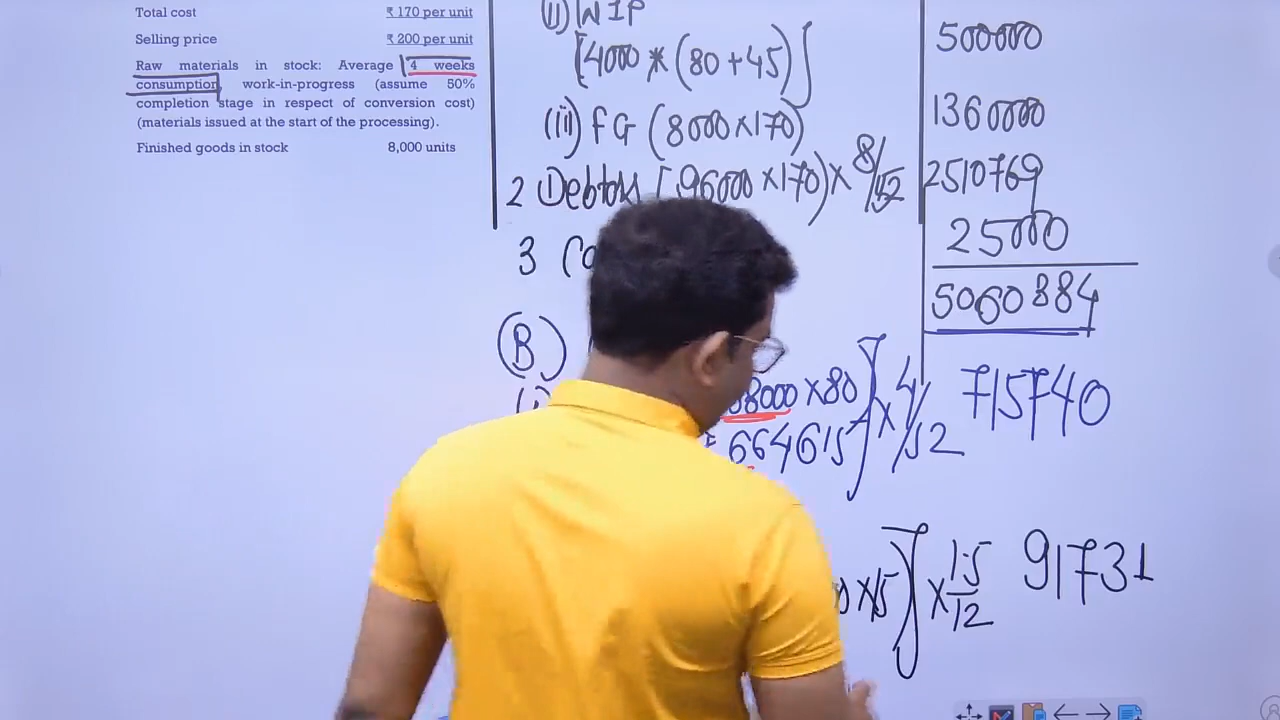 Total cost ₹ 170 per unit
Selling price ₹ 200 per unit
Raw materials in stock: Average 4 weeks
consumption, work-in-progress (assume 50%
completion stage in respect of conversion cost)
(materials issued at the start of the processing).
Finished goods in stock 8,000 units
ii) WIP
[4000 * (80 + 45)] 500000
(iii) FG (8000 × 170) 1360000
2 Debtors [96000 × 170) × 8/52 2510769
3 25000
5060884
(B)
(i) 08000 × 80
664615] × 4/52 715740
× 15] × 1.5/12 91731